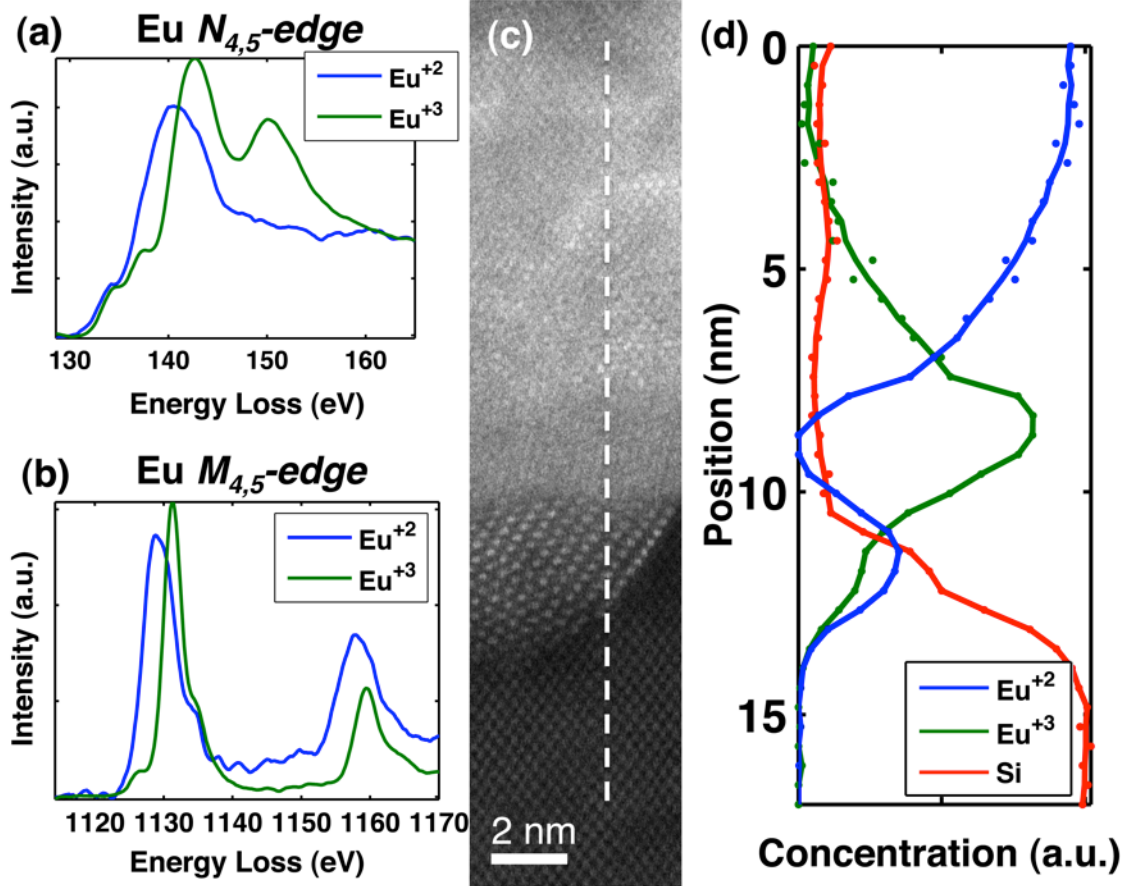 (a)
Eu N4,5-edge
Eu+2
Eu+3
Intensity (a.u.)
130 140 150 160
Energy Loss (eV)
(b)
Eu M4,5-edge
Eu+2
Eu+3
Intensity (a.u.)
1120 1130 1140 1150 1160 1170
Energy Loss (eV)
(c)
2 nm
(d)
0
5
10
15
Position (nm)
Eu+2
Eu+3
Si
Concentration (a.u.)